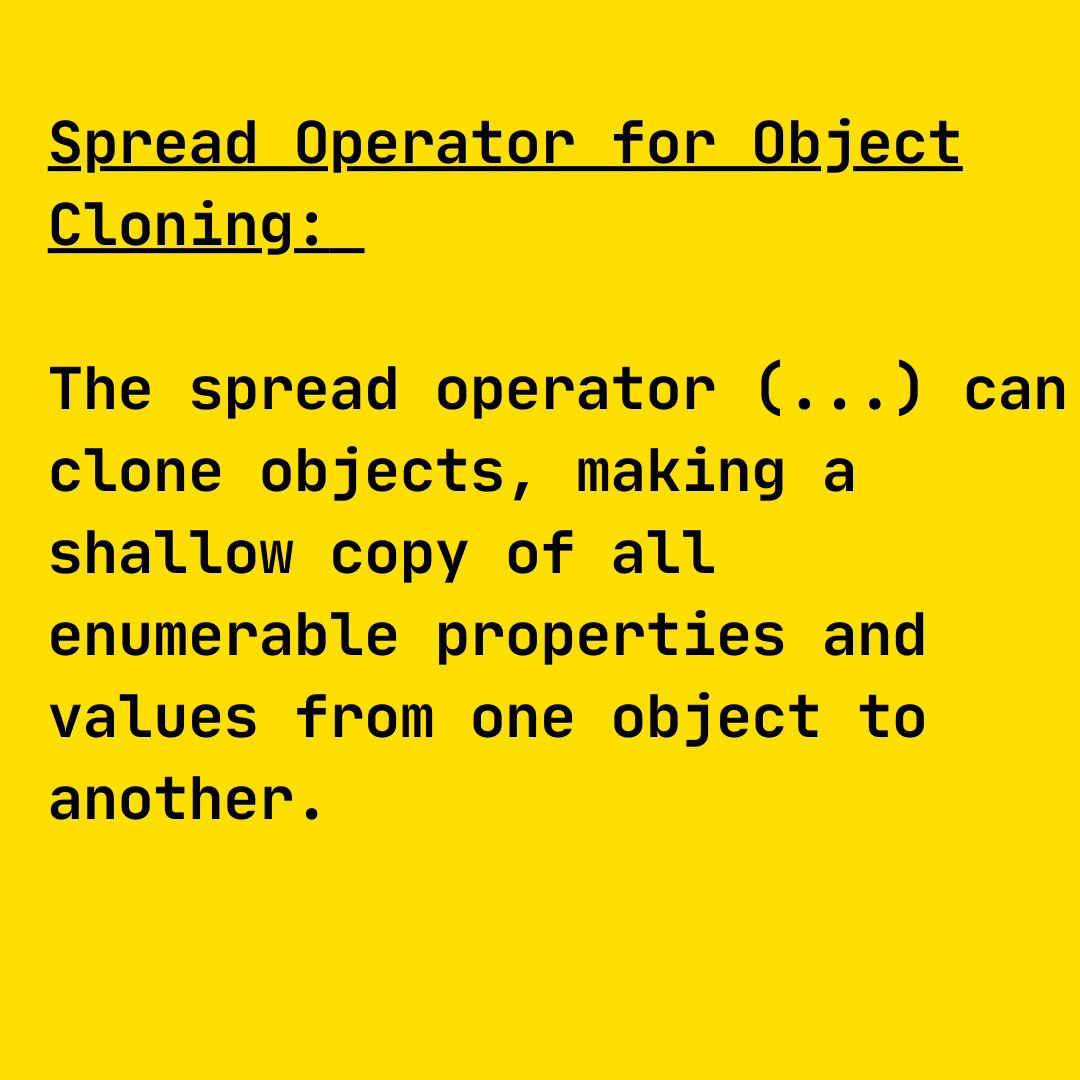 Spread Operator for Object
Cloning:
The spread operator (...) can
clone objects, making a
shallow copy of all
enumerable properties and
values from one object to
another.